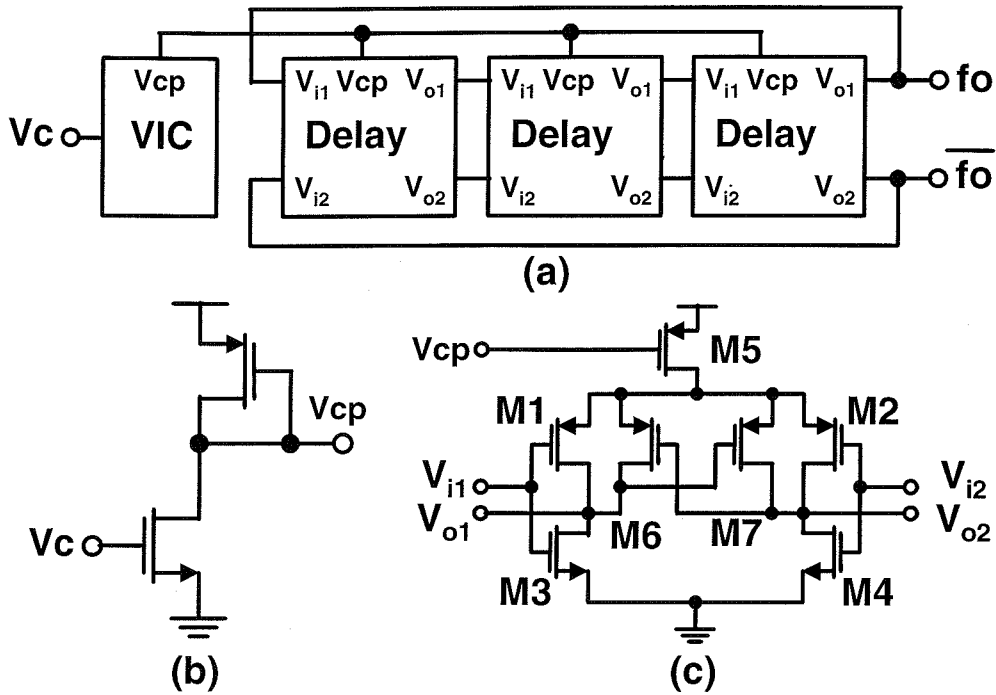 Vcp
VIC
Vc
Vi1 Vcp Vo1
Delay
Vi2 Vo2
Vi1 Vcp Vo1
Delay
Vi2 Vo2
Vi1 Vcp Vo1
Delay
Vi2 Vo2
fo
fo
(a)
Vcp
Vc
(b)
Vcp
M5
M1
M2
Vi1
Vo1
Vi2
Vo2
M6
M7
M3
M4
(c)